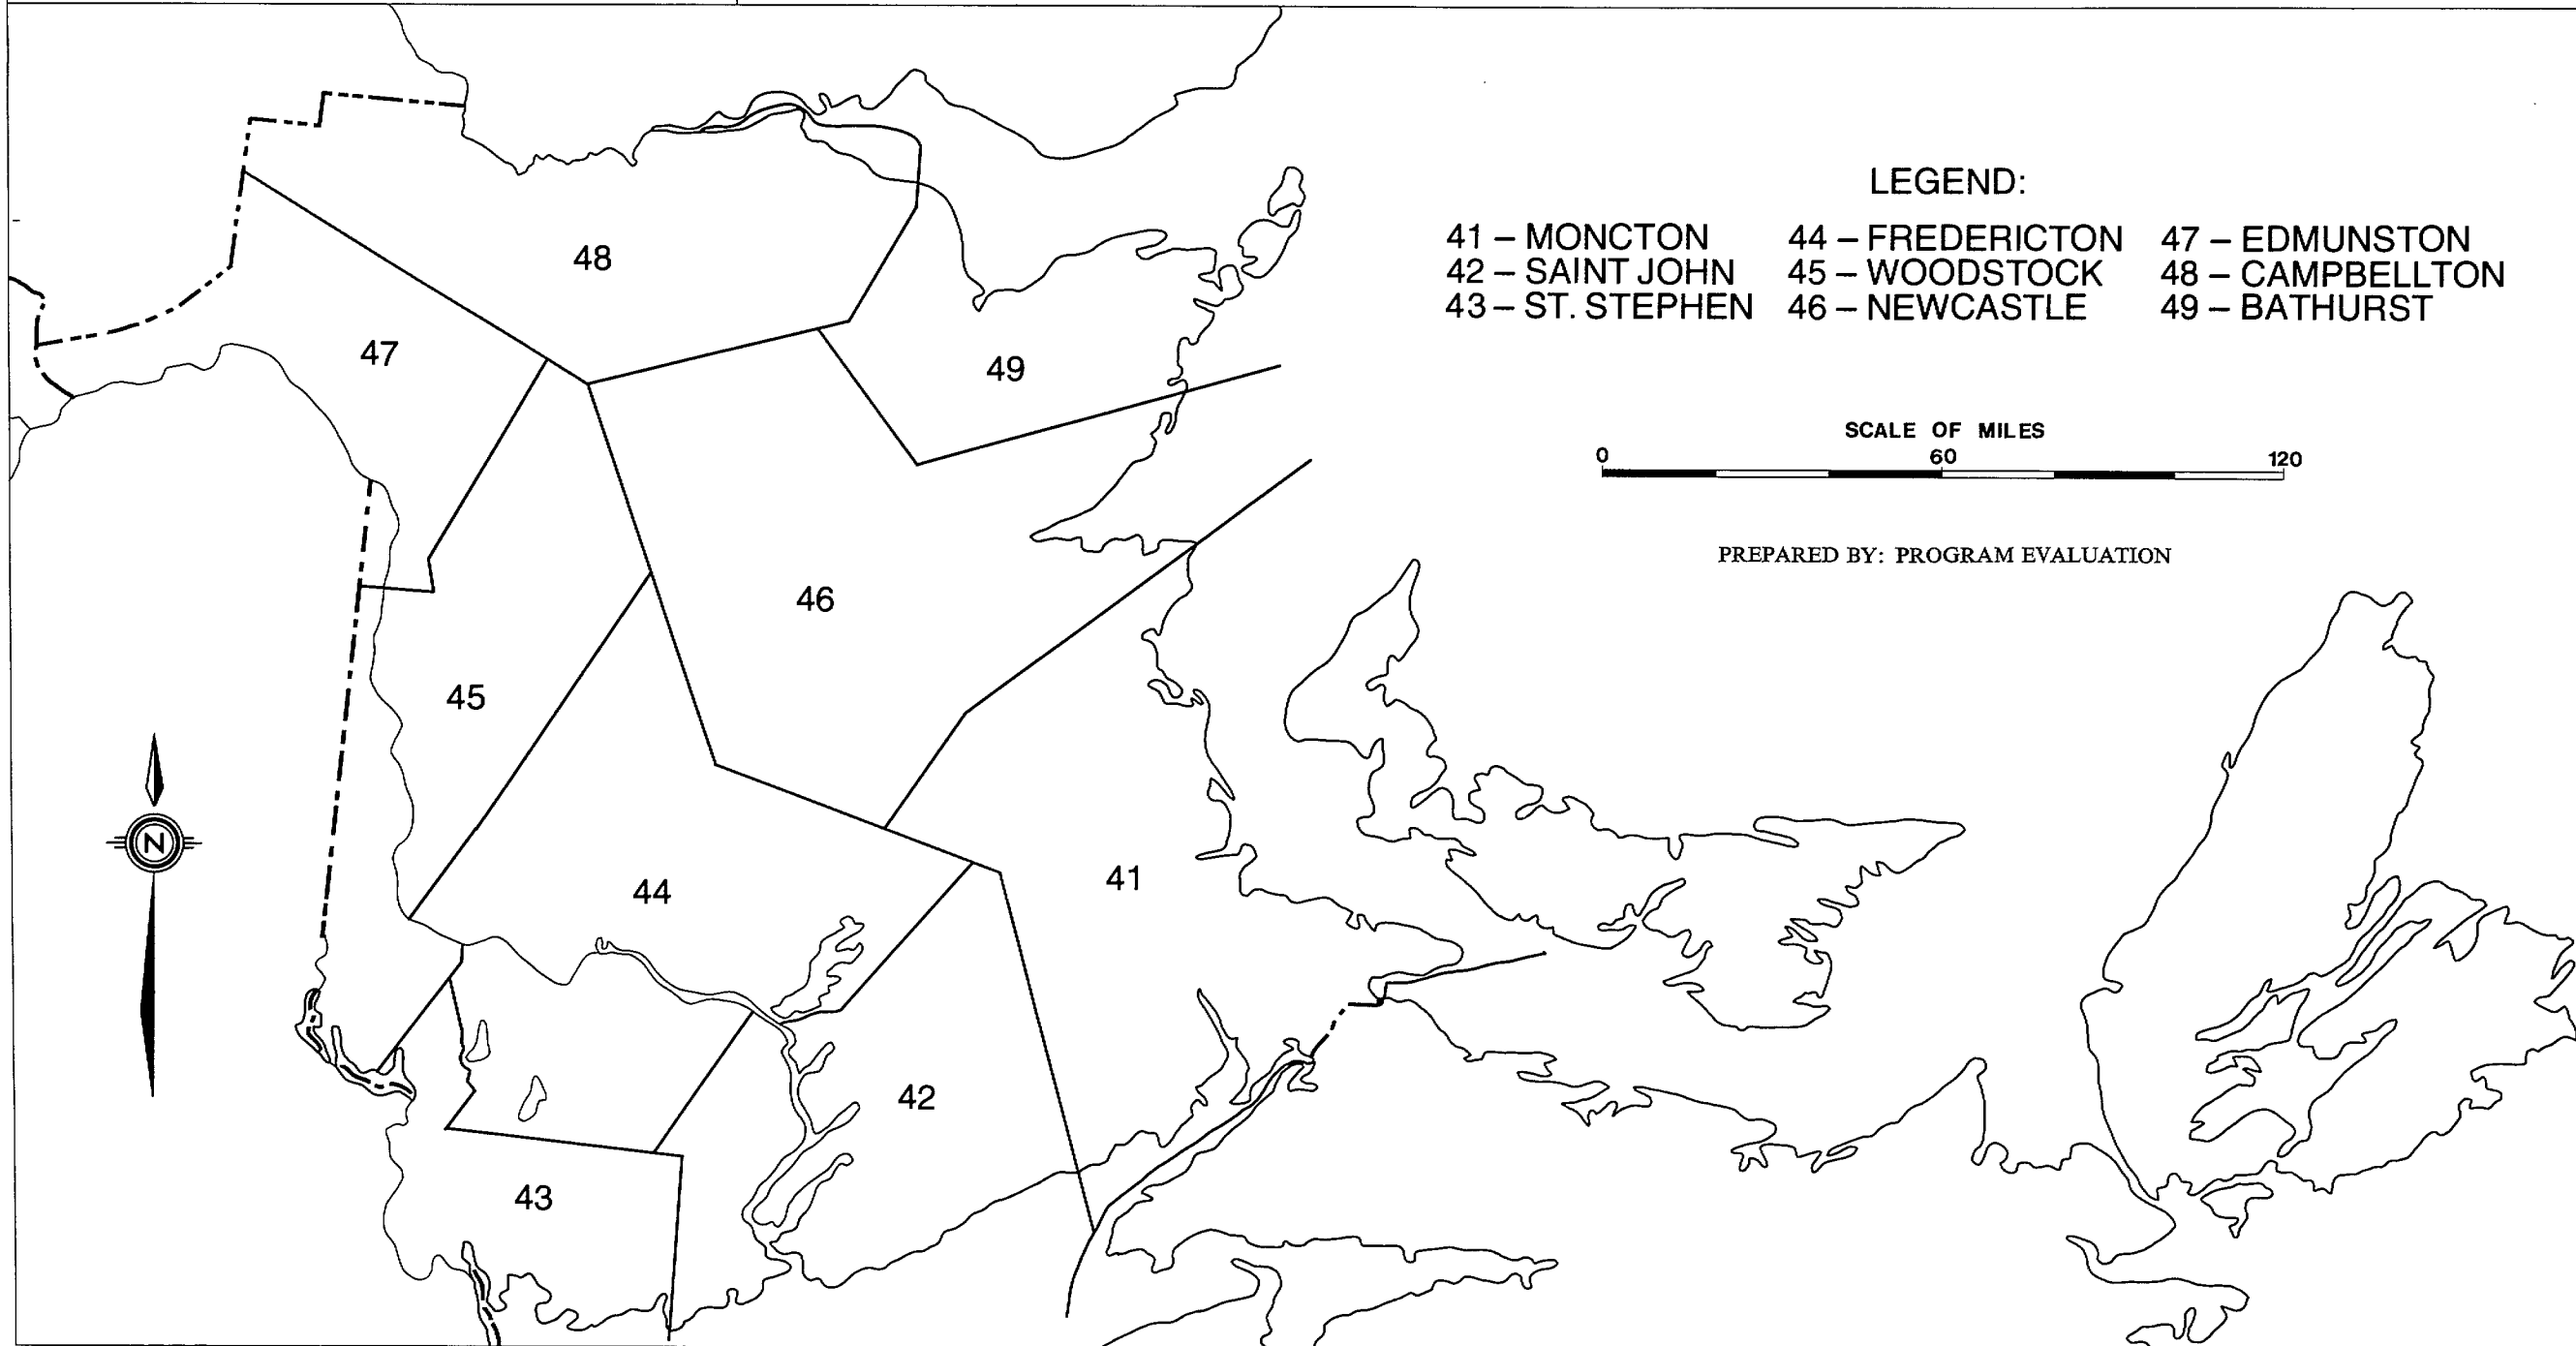 LEGEND:
41 – MONCTON 44 – FREDERICTON 47 – EDMUNSTON
42 – SAINT JOHN 45 – WOODSTOCK 48 – CAMPBELLTON
43 – ST. STEPHEN 46 – NEWCASTLE 49 – BATHURST
48
47
49
SCALE OF MILES
0 60 120
PREPARED BY: PROGRAM EVALUATION
46
45
N
44
41
42
43